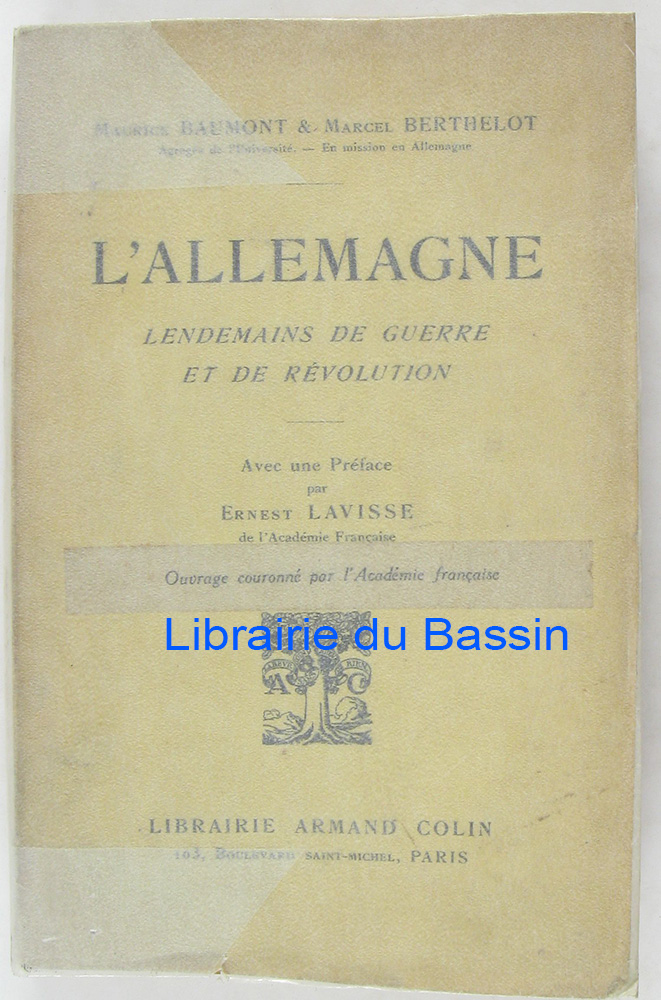 MAURICE BAUMONT & MARCEL BERTHELOT
Agrégés de l'Université. — En mission en Allemagne
L'ALLEMAGNE
LENDEMAINS DE GUERRE
ET DE RÉVOLUTION
Avec une Préface
par
ERNEST LAVISSE
de l'Académie Française
Ouvrage couronné par l'Académie française
Librairie du Bassin
A C
LIBRAIRIE ARMAND COLIN
103, BOULEVARD SAINT-MICHEL, PARIS